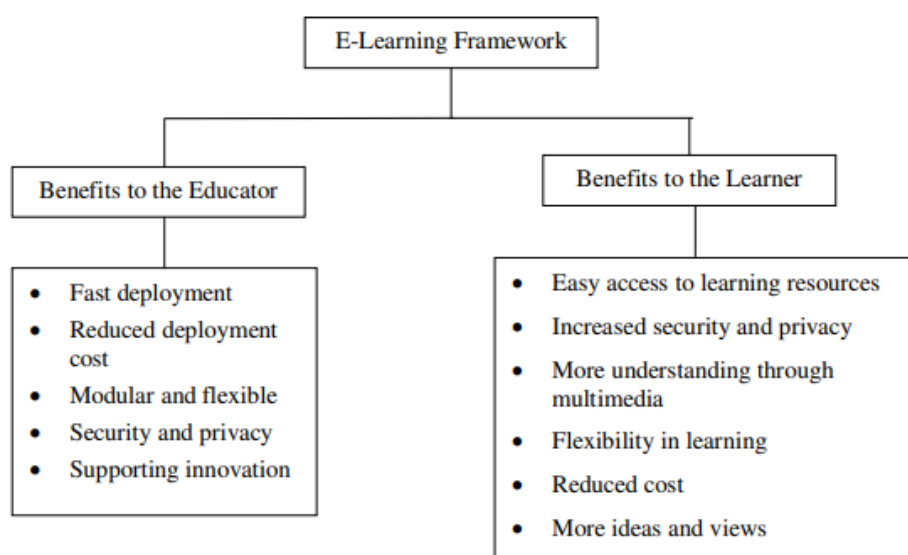 E-Learning Framework
Benefits to the Educator
• Fast deployment
• Reduced deployment
cost
• Modular and flexible
• Security and privacy
• Supporting innovation
Benefits to the Learner
• Easy access to learning resources
• Increased security and privacy
• More understanding through
multimedia
• Flexibility in learning
• Reduced cost
• More ideas and views